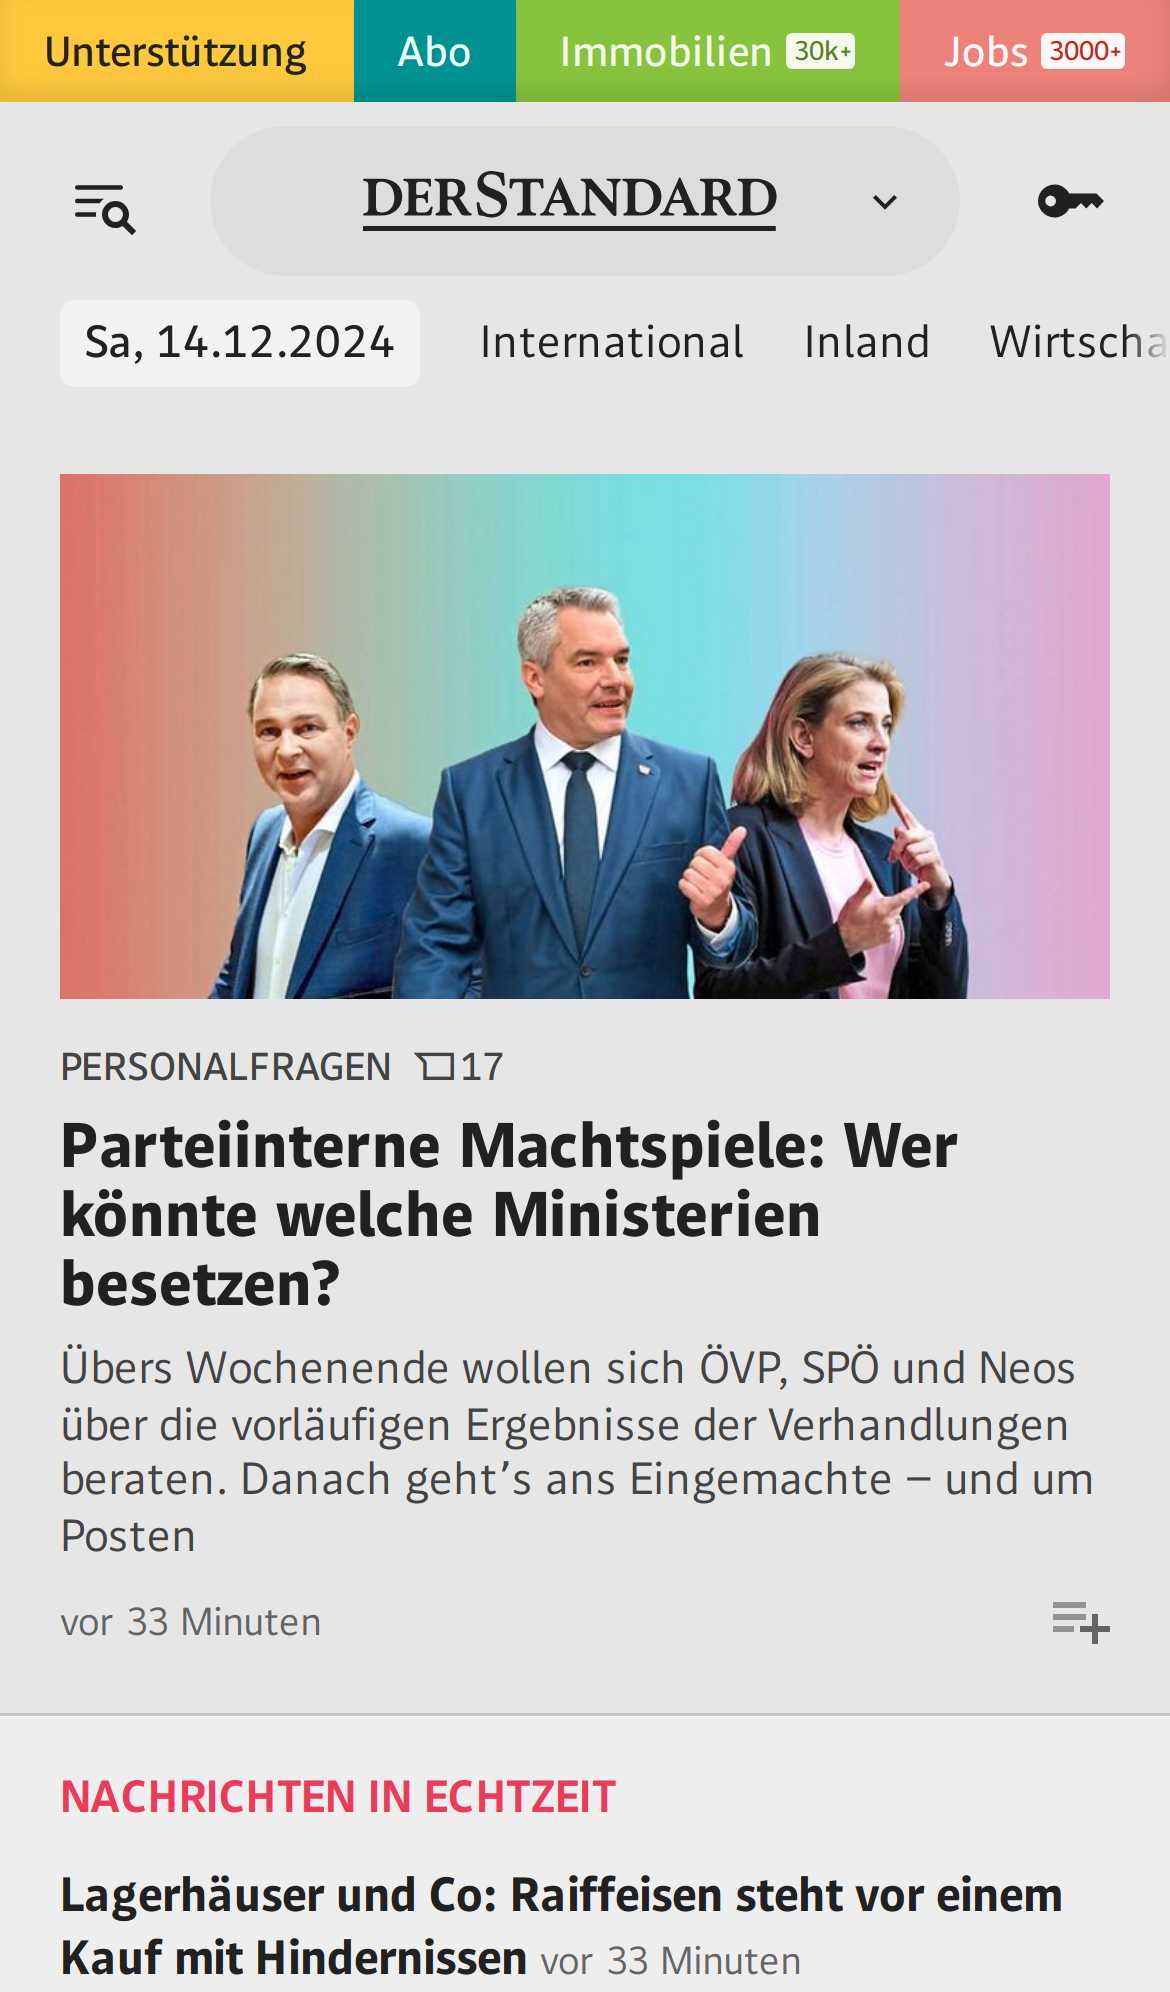 Unterstützung Abo Immobilien 30k+ Jobs 3000+
DERSTANDARD
Sa, 14.12.2024 International Inland Wirtscha
PERSONALFRAGEN 17
Parteiinterne Machtspiele: Wer
könnte welche Ministerien
besetzen?
Übers Wochenende wollen sich ÖVP, SPÖ und Neos
über die vorläufigen Ergebnisse der Verhandlungen
beraten. Danach geht’s ans Eingemachte – und um
Posten
vor 33 Minuten
NACHRICHTEN IN ECHTZEIT
Lagerhäuser und Co: Raiffeisen steht vor einem
Kauf mit Hindernissen vor 33 Minuten